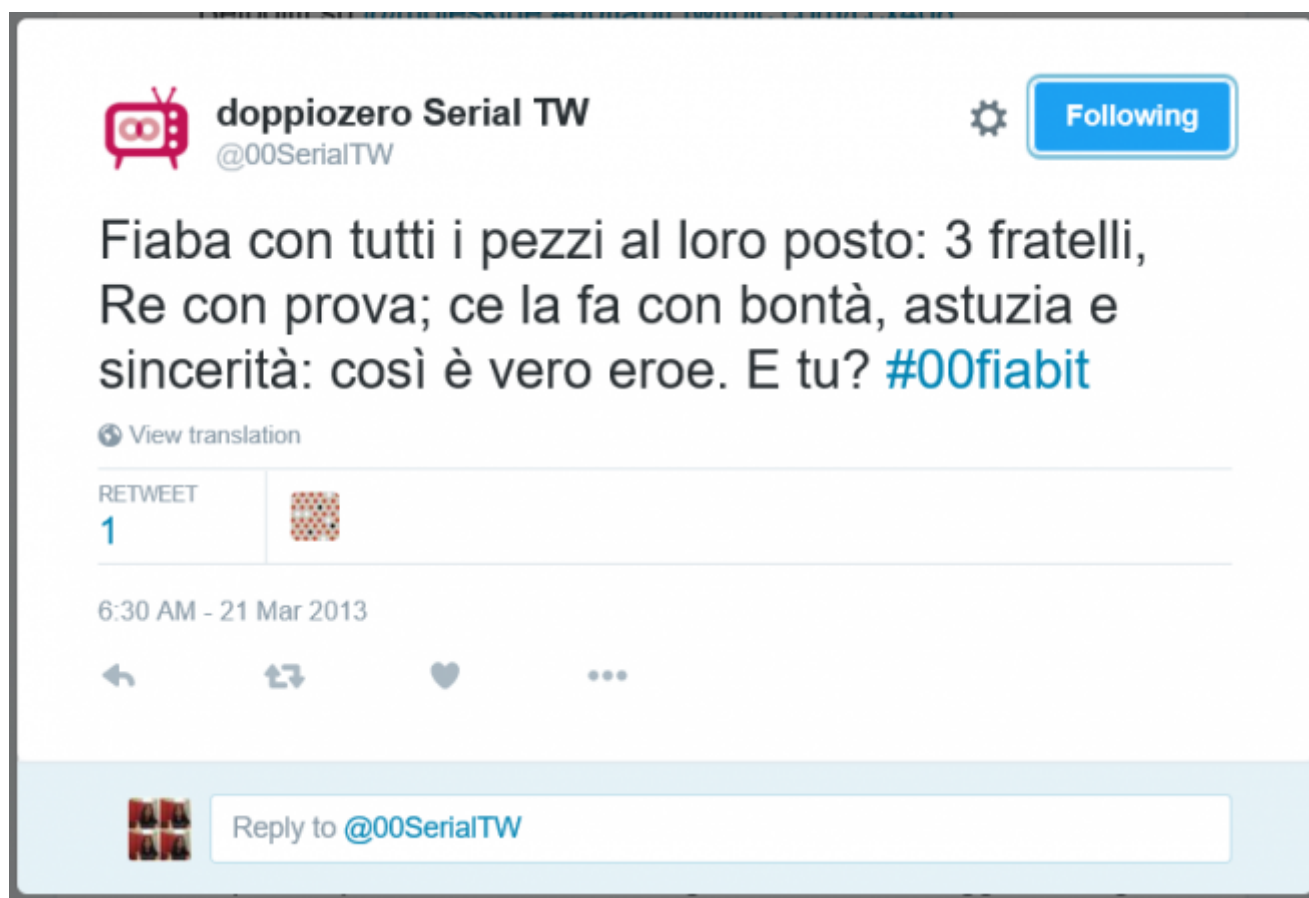 doppiozero Serial TW
@00SerialTW
Following
Fiaba con tutti i pezzi al loro posto: 3 fratelli,
Re con prova; ce la fa con bontà, astuzia e
sincerità: così è vero eroe. E tu? #00fiabit
View translation
RETWEET
1
6:30 AM - 21 Mar 2013
Reply to @00SerialTW